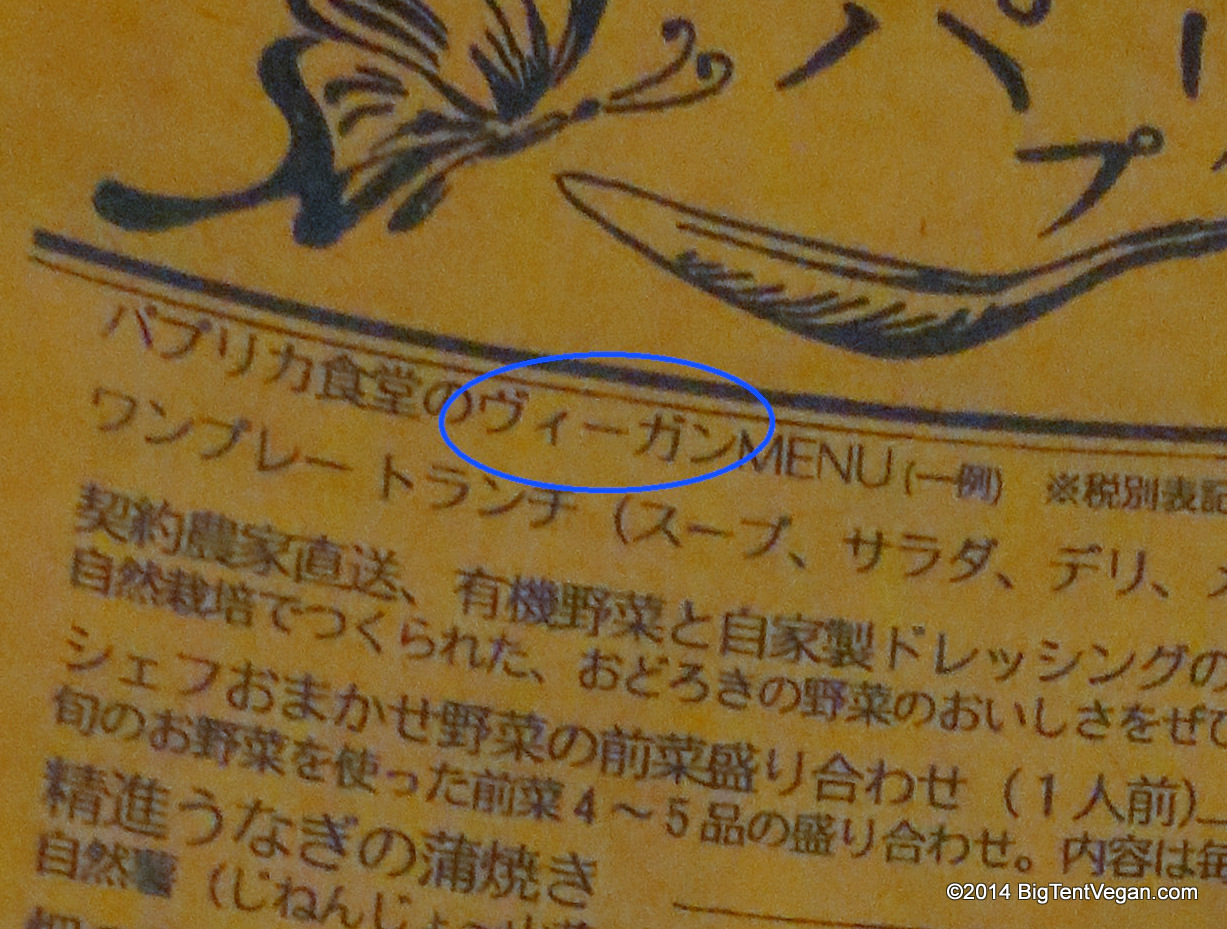 パプリカ食堂のヴィーガンMENU(一例) ※税別表記
ワンプレートランチ(スープ、サラダ、デリ、
契約農家直送、有機野菜と自家製ドレッシングの
自然栽培でつくられた、おどろきの野菜のおいしさをぜひ
シェフおまかせ野菜の前菜盛り合わせ(1人前)
旬のお野菜を使った前菜4~5品の盛り合わせ。内容は毎
精進うなぎの蒲焼き
自然薯(じねんじょ
©2014 BigTentVegan.com